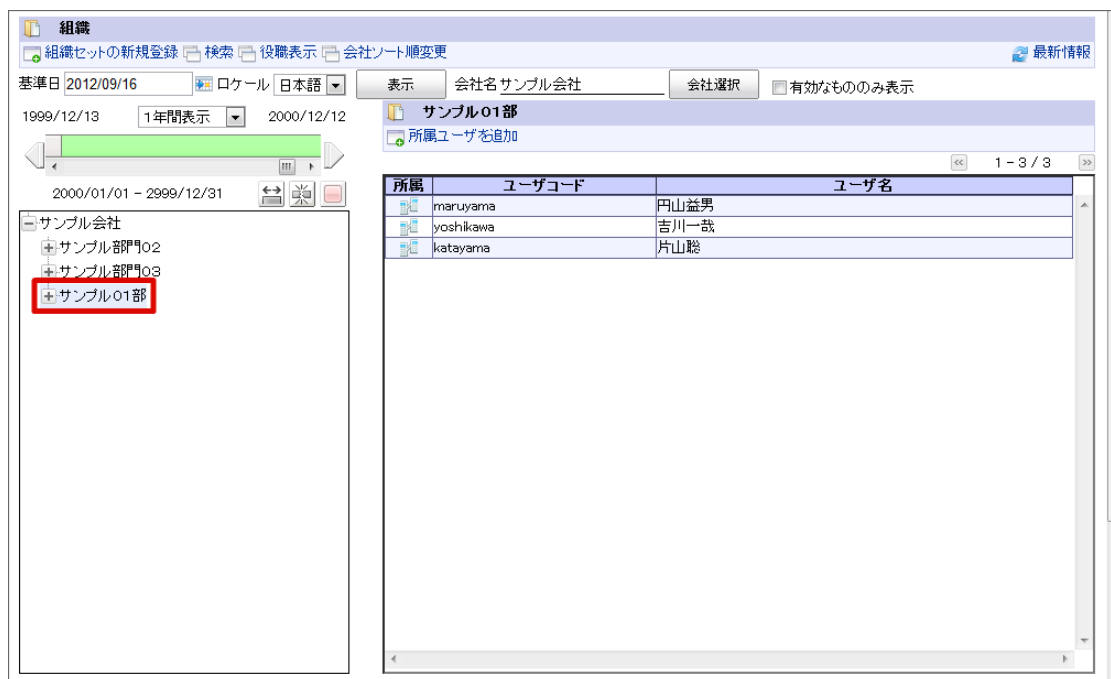 組織
組織セットの新規登録 検索 役職表示 会社ソート順変更 最新情報
基準日 2012/09/16 ロケール 日本語 表示 会社名 サンプル会社 会社選択 有効なもののみ表示
1999/12/13 1年間表示 2000/12/12
2000/01/01 - 2999/12/31
サンプル会社
サンプル部門02
サンプル部門03
サンプル01部
サンプル01部
所属ユーザを追加
1 - 3 / 3
所属 ユーザコード ユーザ名
maruyama 円山益男
yoshikawa 吉川一哉
katayama 片山聡